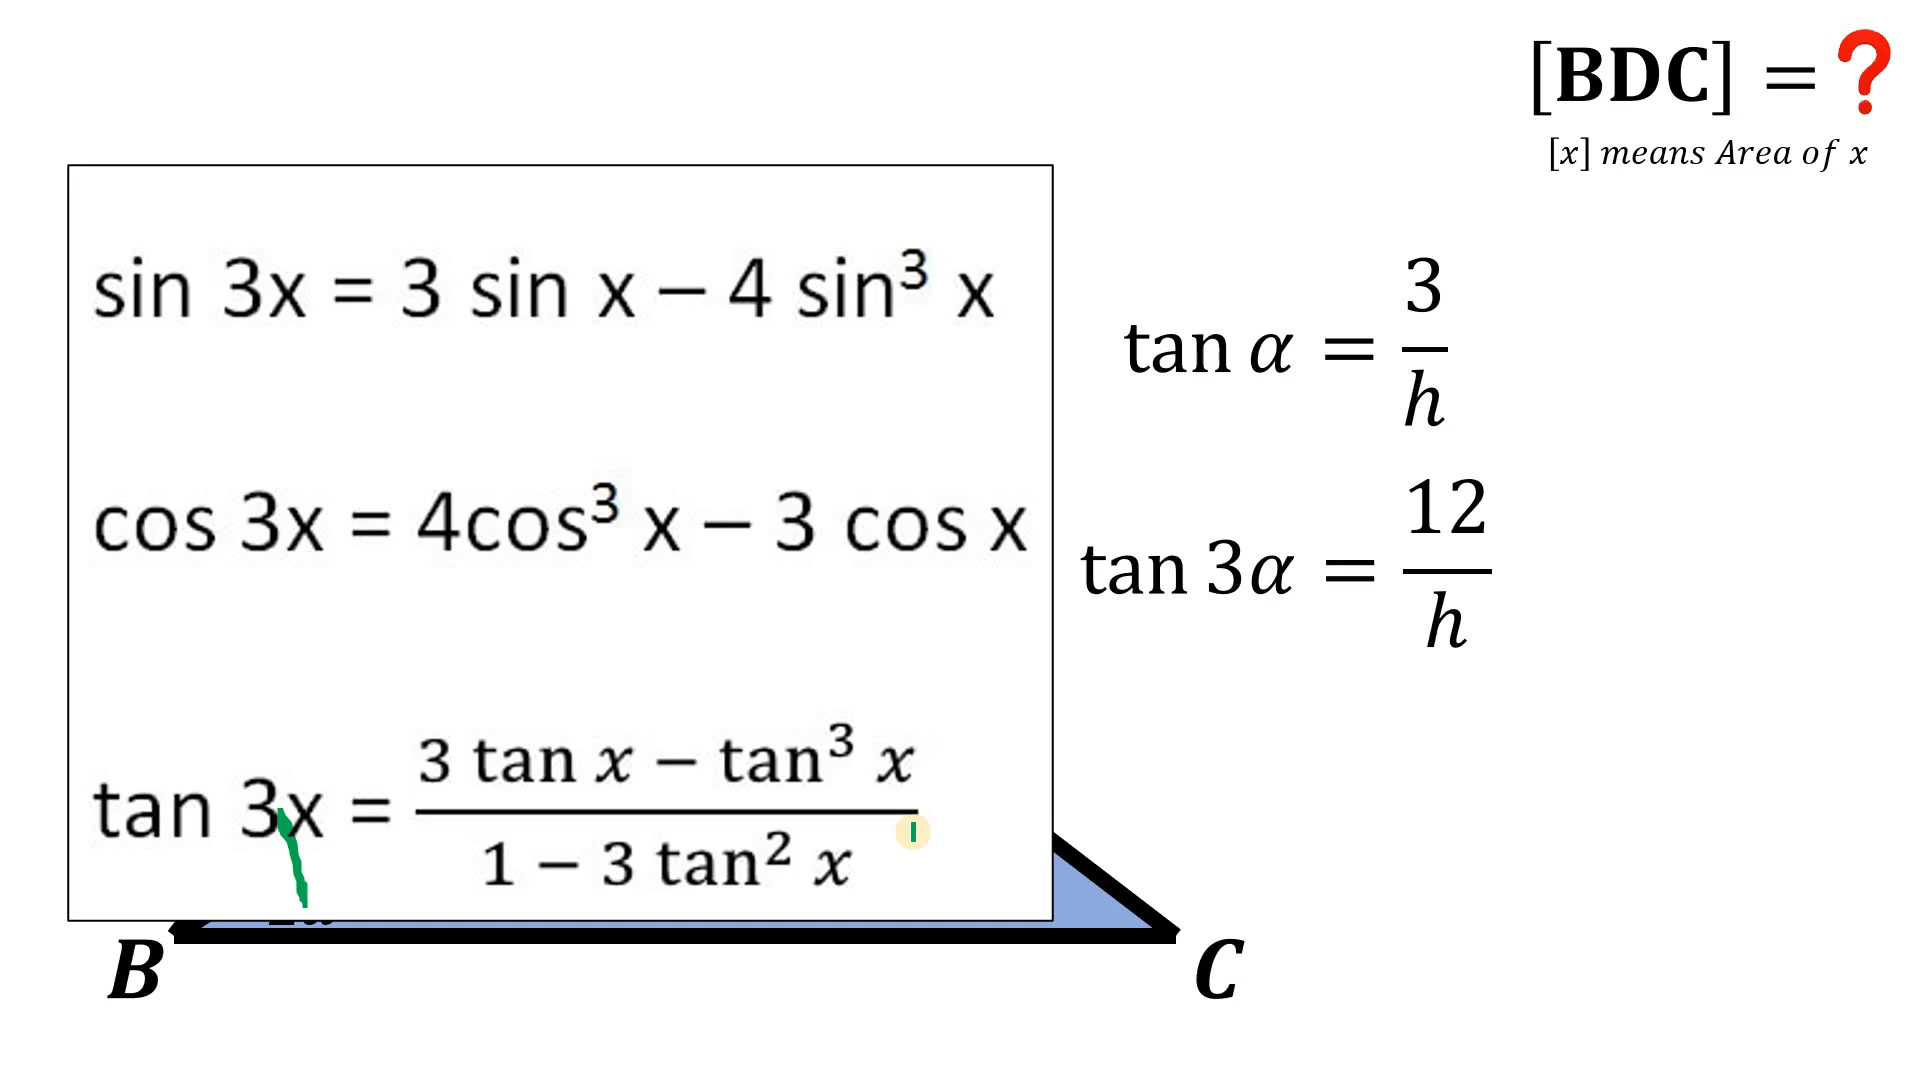 [BDC] = ?
[x] means Area of x
sin 3x = 3 sin x – 4 sin³ x
cos 3x = 4cos³ x – 3 cos x
tan 3x = (3 tan x − tan³ x) / (1 − 3 tan² x)
tan α = 3/h
tan 3α = 12/h
B
C